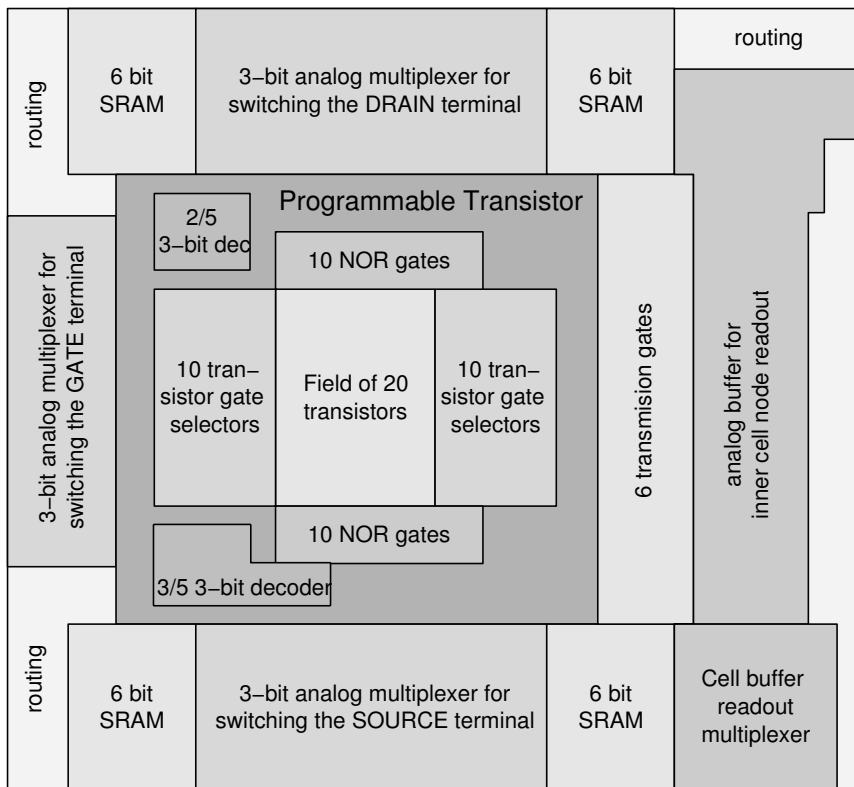 6 bit
SRAM
3−bit analog multiplexer for
switching the DRAIN terminal
6 bit
SRAM
routing
routing
Programmable Transistor
2/5
3−bit dec
10 NOR gates
3−bit analog multiplexer for
switching the GATE terminal
10 tran−
sistor gate
selectors
Field of 20
transistors
10 tran−
sistor gate
selectors
6 transmision gates
analog buffer for
inner cell node readout
10 NOR gates
3/5 3−bit decoder
routing
6 bit
SRAM
3−bit analog multiplexer for
switching the SOURCE terminal
6 bit
SRAM
Cell buffer
readout
multiplexer